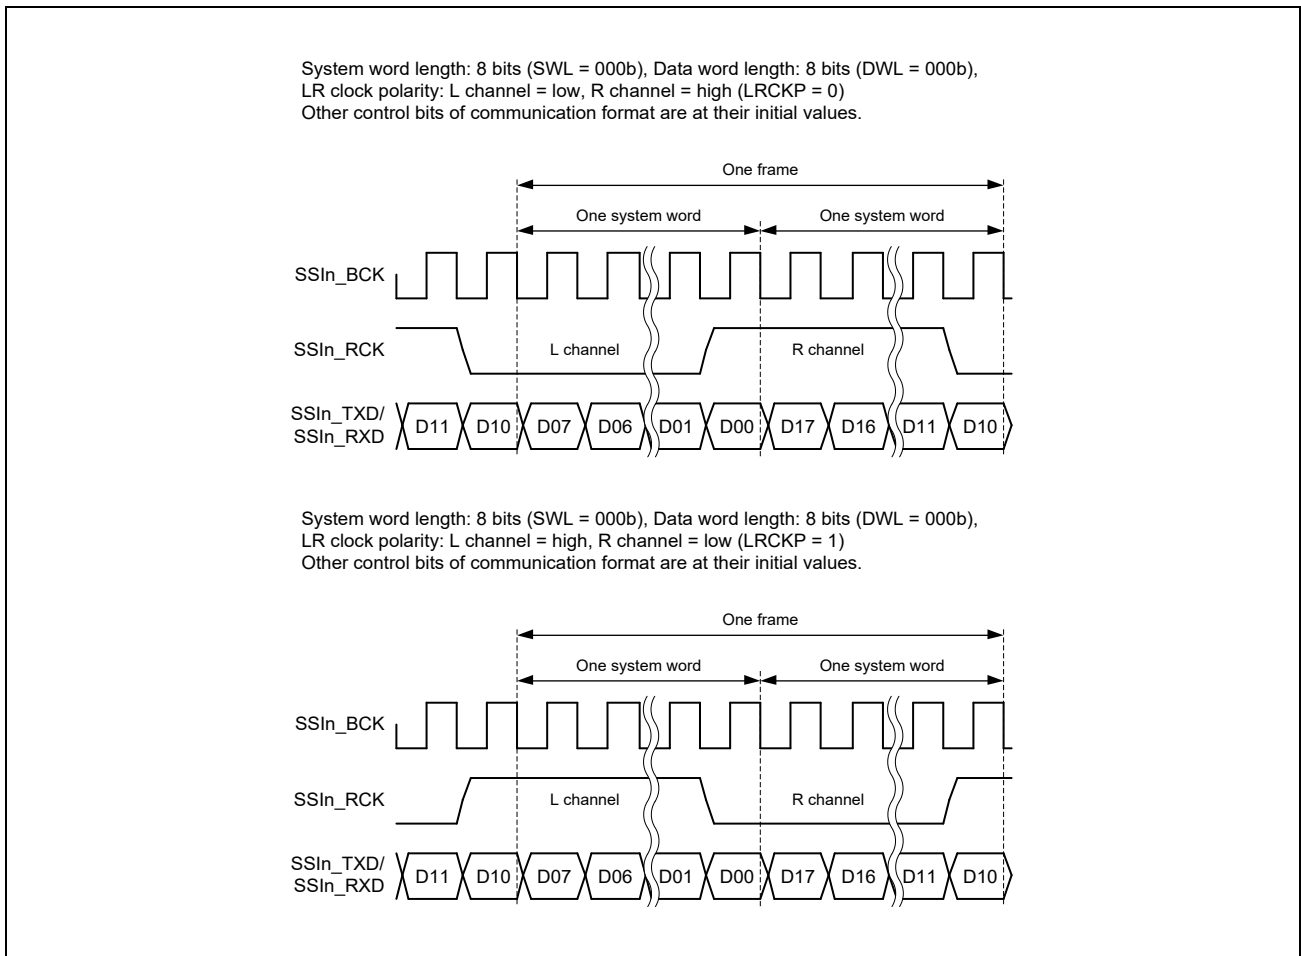 System word length: 8 bits (SWL = 000b), Data word length: 8 bits (DWL = 000b),
LR clock polarity: L channel = low, R channel = high (LRCKP = 0)
Other control bits of communication format are at their initial values.
One frame
One system word One system word
SSIn_BCK
SSIn_RCK L channel R channel
SSIn_TXD/
SSIn_RXD D11 D10 D07 D06 D01 D00 D17 D16 D11 D10
System word length: 8 bits (SWL = 000b), Data word length: 8 bits (DWL = 000b),
LR clock polarity: L channel = high, R channel = low (LRCKP = 1)
Other control bits of communication format are at their initial values.
One frame
One system word One system word
SSIn_BCK
SSIn_RCK L channel R channel
SSIn_TXD/
SSIn_RXD D11 D10 D07 D06 D01 D00 D17 D16 D11 D10